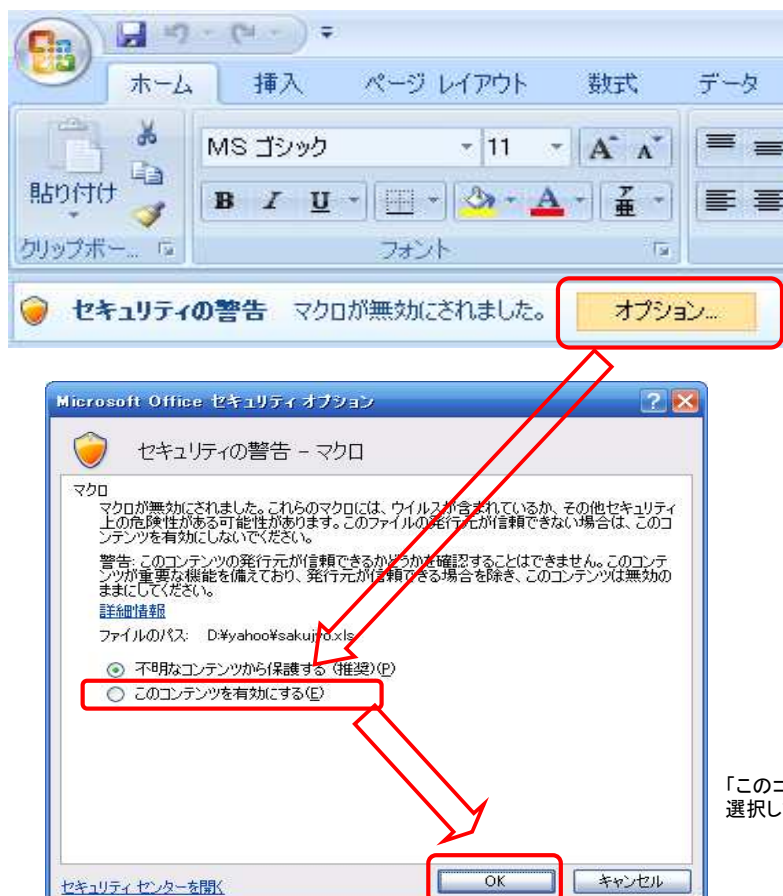 ホーム 挿入 ページ レイアウト 数式 データ
MS ゴシック 11 A A
貼り付け
B I U A ア亜
クリップボー... フォント
セキュリティの警告 マクロが無効にされました。 オプション...
Microsoft Office セキュリティ オプション
セキュリティの警告 - マクロ
マクロ
マクロが無効にされました。これらのマクロには、ウイルスが含まれているか、その他セキュリティ
上の危険性がある可能性があります。このファイルの発行元が信頼できない場合は、このコ
ンテンツを有効にしないでください。
警告: このコンテンツの発行元が信頼できるかどうかを確認することはできません。このコンテ
ンツが重要な機能を備えており、発行元が信頼できる場合を除き、このコンテンツは無効の
ままにしてください。
詳細情報
ファイルのパス: D:¥yahoo¥sakujyo.xls
不明なコンテンツから保護する (推奨)(P)
このコンテンツを有効にする(E)
「このコ
選択し
セキュリティ センターを開く OK キャンセル